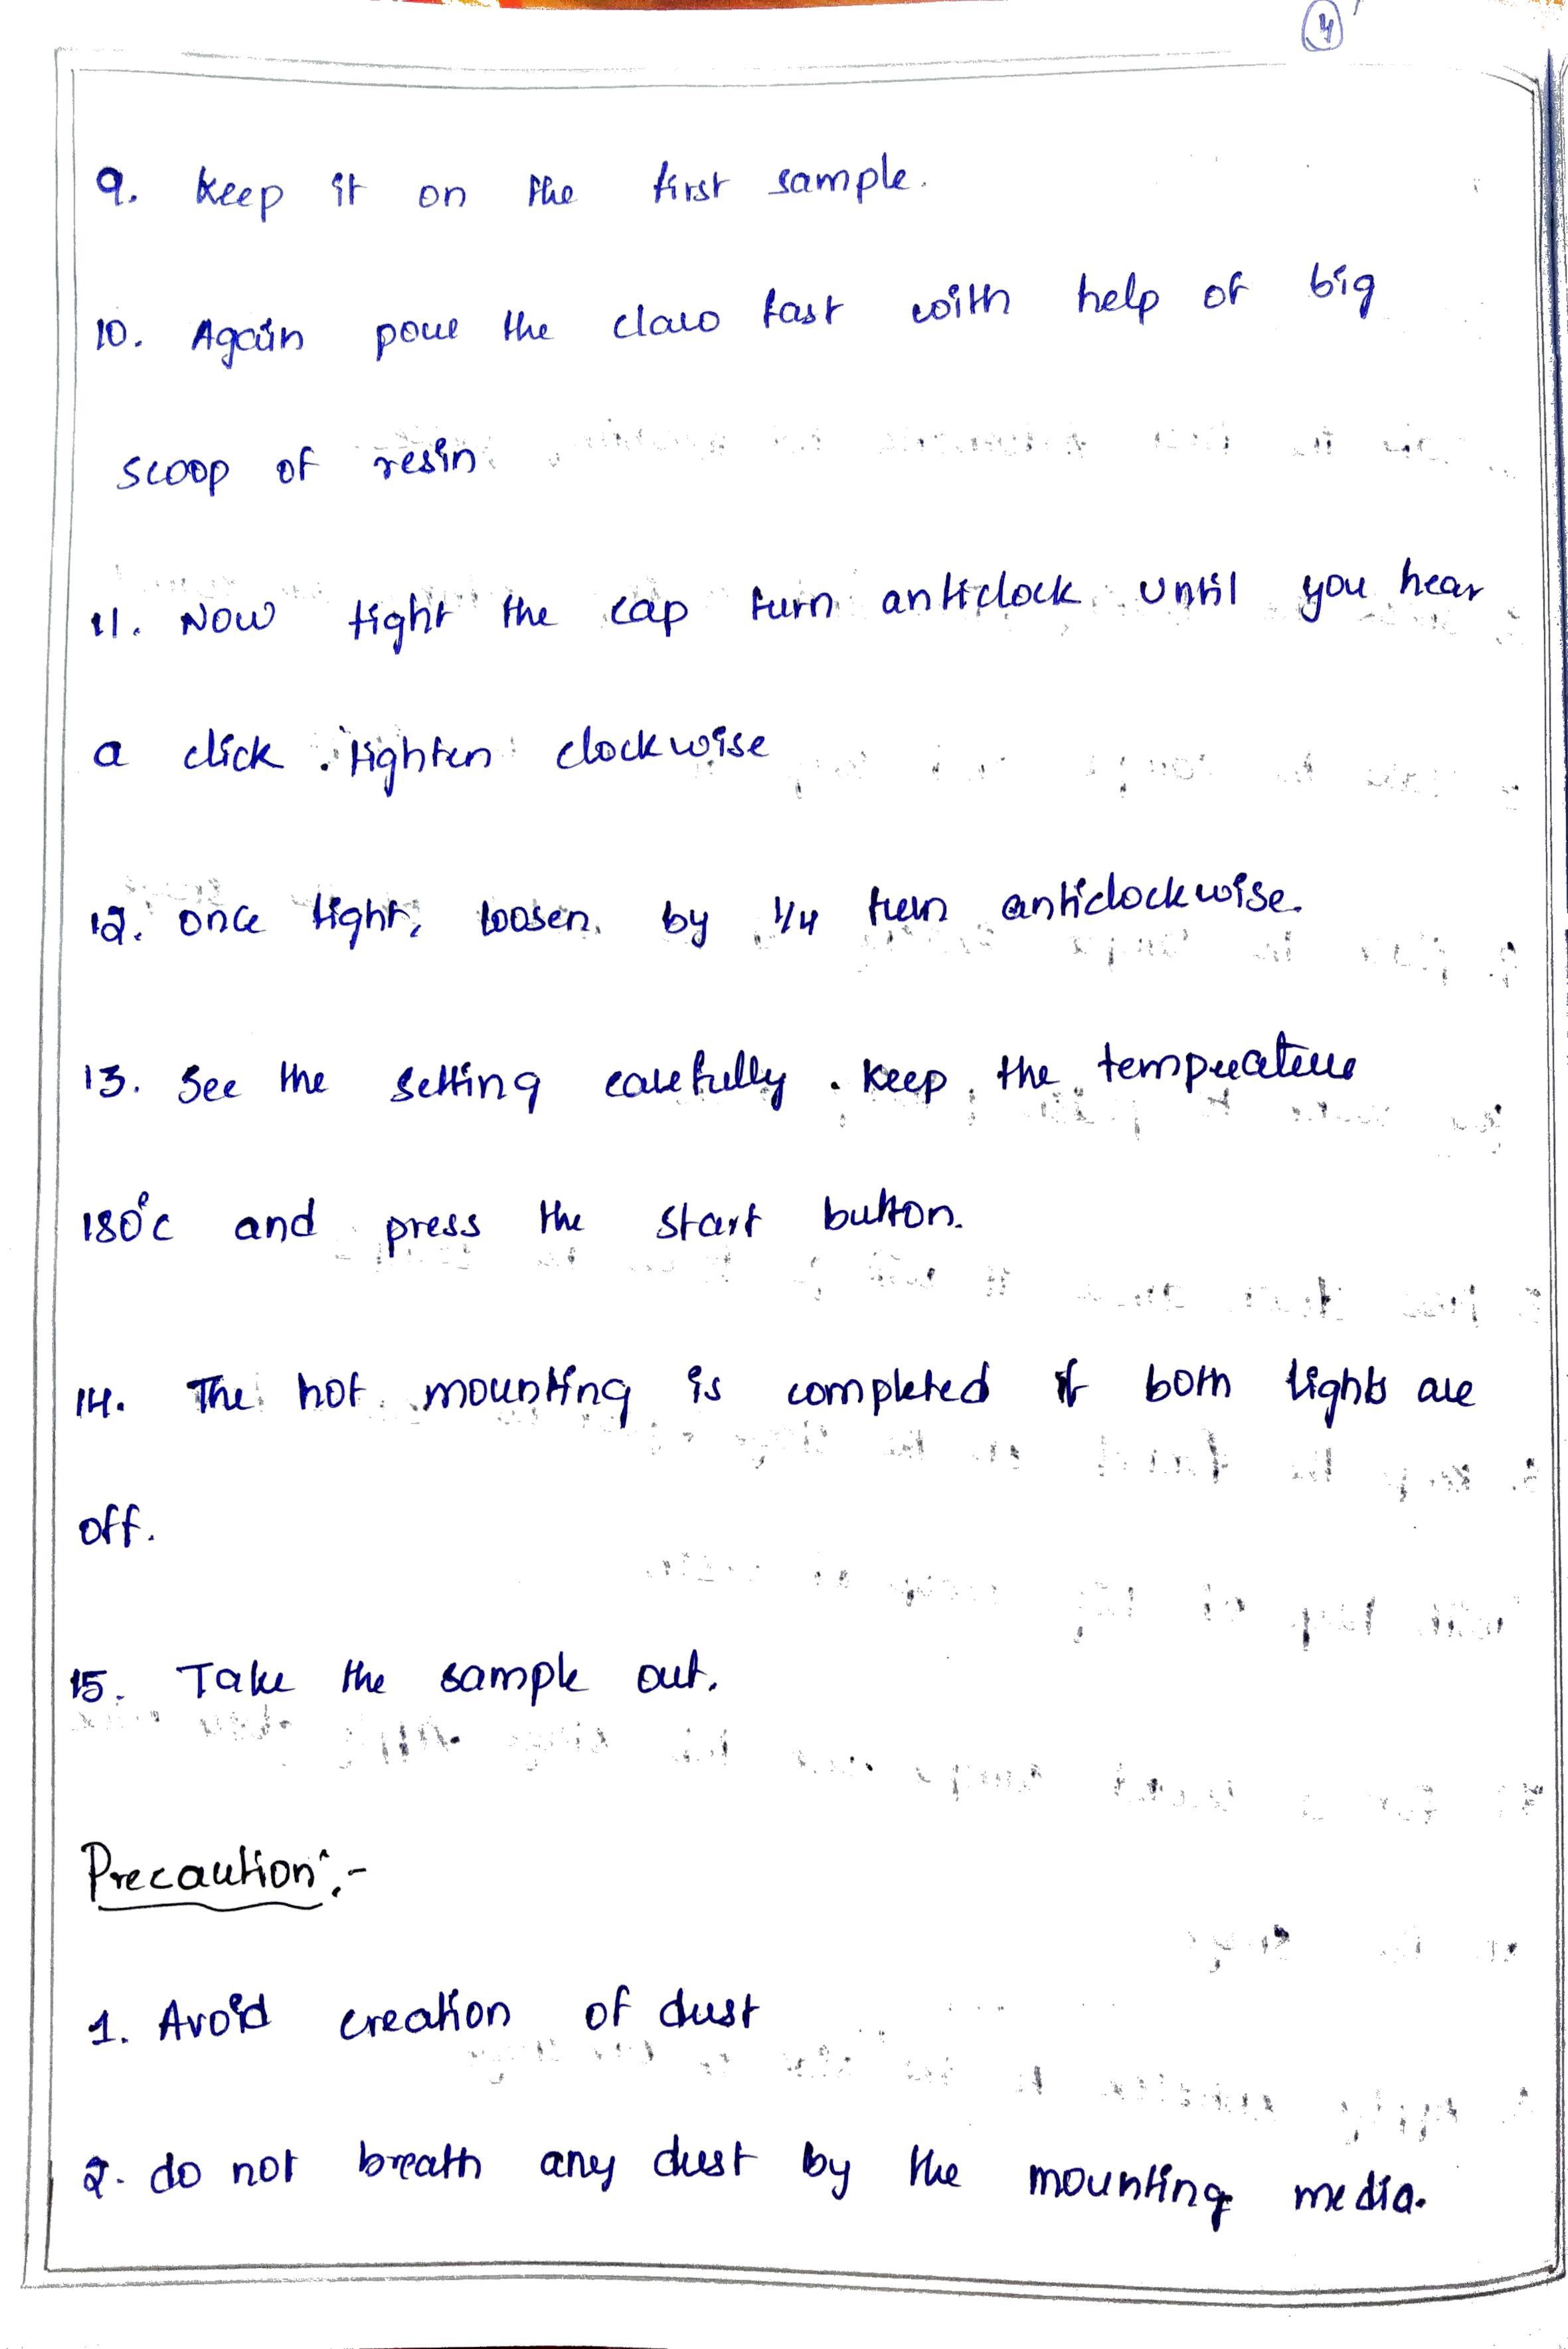 4
9. Keep it on the first sample.
10. Again pour the claw fast with help of big
scoop of resin
11. Now tight the cap turn anticlock until you hear
a click. tighten clockwise
12. once tight, loosen by 1/4 turn anticlockwise.
13. See the setting carefully. Keep the temperature
180°C and press the start button.
14. The hot mounting is completed if both lights are
off.
15. Take the sample out.
Precaution:-
1. Avoid creation of dust
2. do not breath any dust by the mounting media.